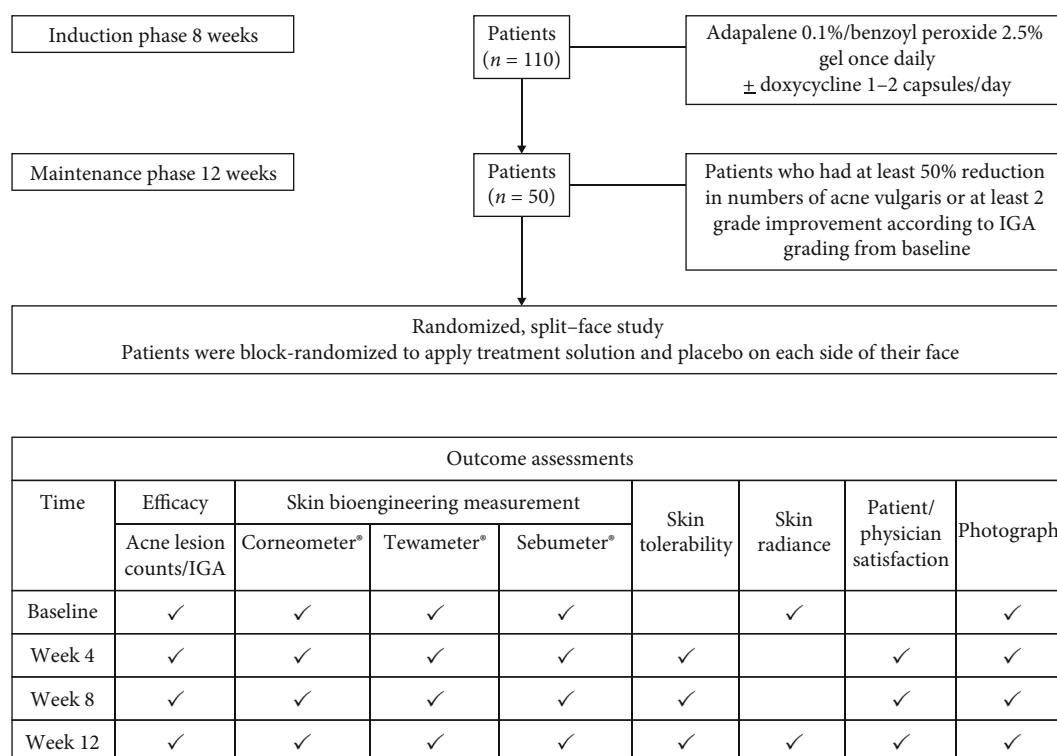 Induction phase 8 weeks
Patients
(n = 110)
Adapalene 0.1%/benzoyl peroxide 2.5%
gel once daily
± doxycycline 1–2 capsules/day
Maintenance phase 12 weeks
Patients
(n = 50)
Patients who had at least 50% reduction
in numbers of acne vulgaris or at least 2
grade improvement according to IGA
grading from baseline
Randomized, split–face study
Patients were block-randomized to apply treatment solution and placebo on each side of their face
Outcome assessments
Time
Efficacy
Skin bioengineering measurement
Skin
tolerability
Skin
radiance
Patient/
physician
satisfaction
Photograph
Acne lesion
counts/IGA
Corneometer®
Tewameter®
Sebumeter®
Baseline ✓ ✓ ✓ ✓ ✓ ✓
Week 4 ✓ ✓ ✓ ✓ ✓ ✓ ✓
Week 8 ✓ ✓ ✓ ✓ ✓ ✓ ✓
Week 12 ✓ ✓ ✓ ✓ ✓ ✓ ✓ ✓